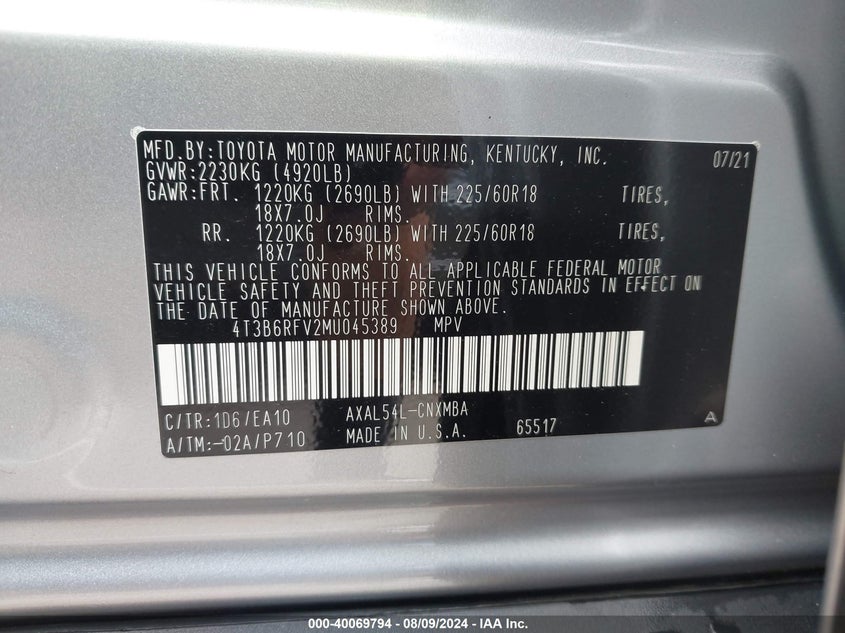 MFD.BY:TOYOTA MOTOR MANUFACTURING, KENTUCKY, INC. 07/21
GVWR:2230KG (4920LB)
GAWR:FRT. 1220KG (2690LB) WITH 225/60R18 TIRES,
18X7.0J RIMS.
RR. 1220KG (2690LB) WITH 225/60R18 TIRES,
18X7.0J RIMS.
THIS VEHICLE CONFORMS TO ALL APPLICABLE FEDERAL MOTOR
VEHICLE SAFETY AND THEFT PREVENTION STANDARDS IN EFFECT ON
THE DATE OF MANUFACTURE SHOWN ABOVE.
4T3B6RFV2MU045389 MPV
C/TR:1D6/EA10 AXAL54L-CNXMBA
A/TM:-02A/P710 MADE IN U.S.A. 65517 A
000-40069794 - 08/09/2024 - IAA Inc.